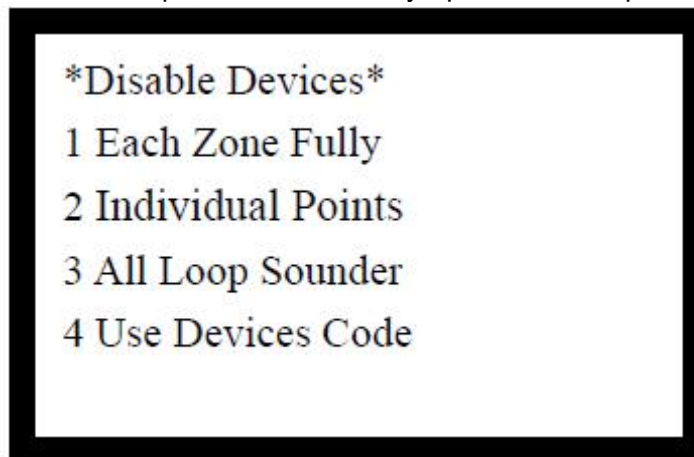 *Disable Devices*
1 Each Zone Fully
2 Individual Points
3 All Loop Sounder
4 Use Devices Code